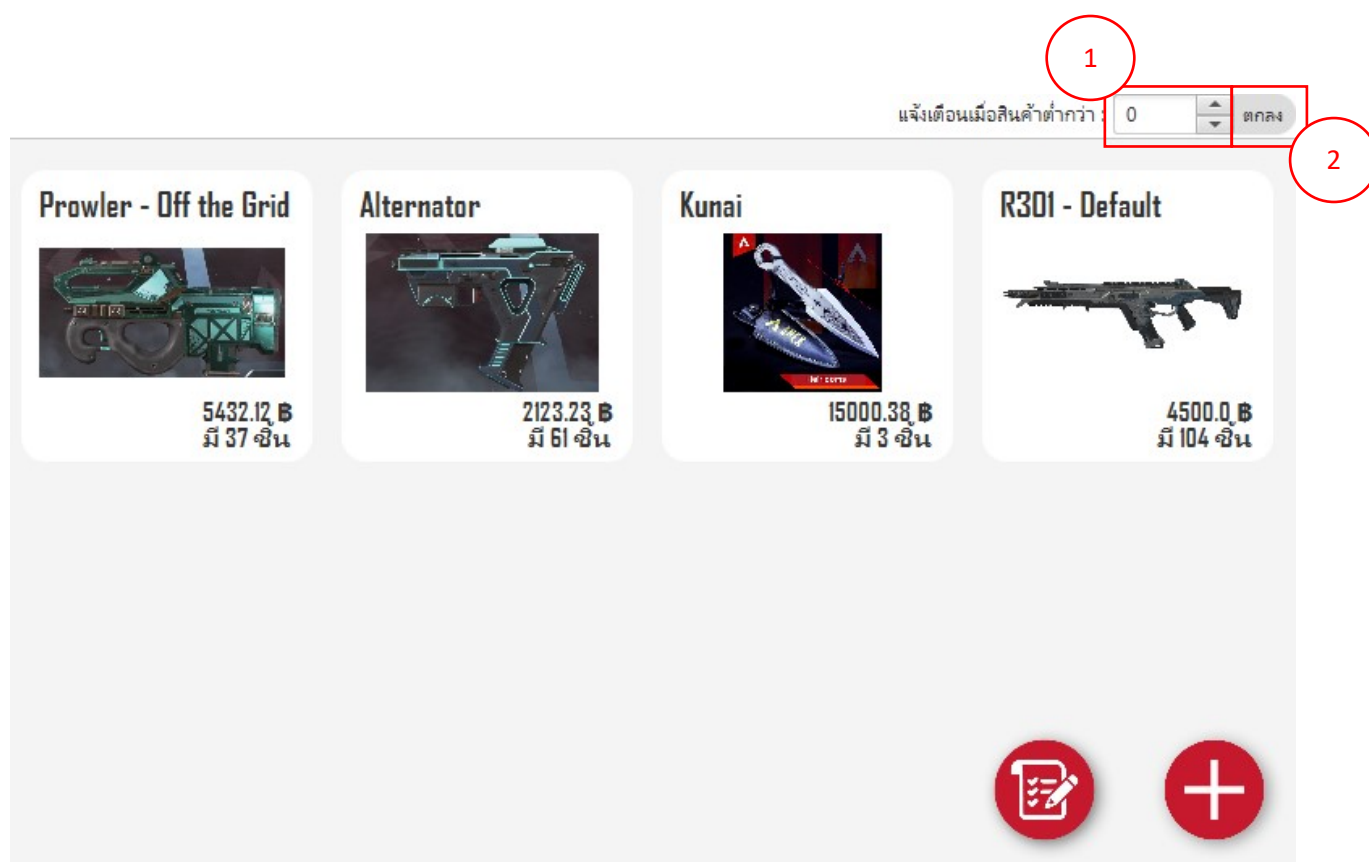 1
แจ้งเตือนเมื่อสินค้าต่ำกว่า : 0 ตกลง
2
Prowler - Off the Grid
5432.12 ฿
มี 37 ชิ้น
Alternator
2123.23 ฿
มี 61 ชิ้น
Kunai
15000.38 ฿
มี 3 ชิ้น
R301 - Default
4500.0 ฿
มี 104 ชิ้น